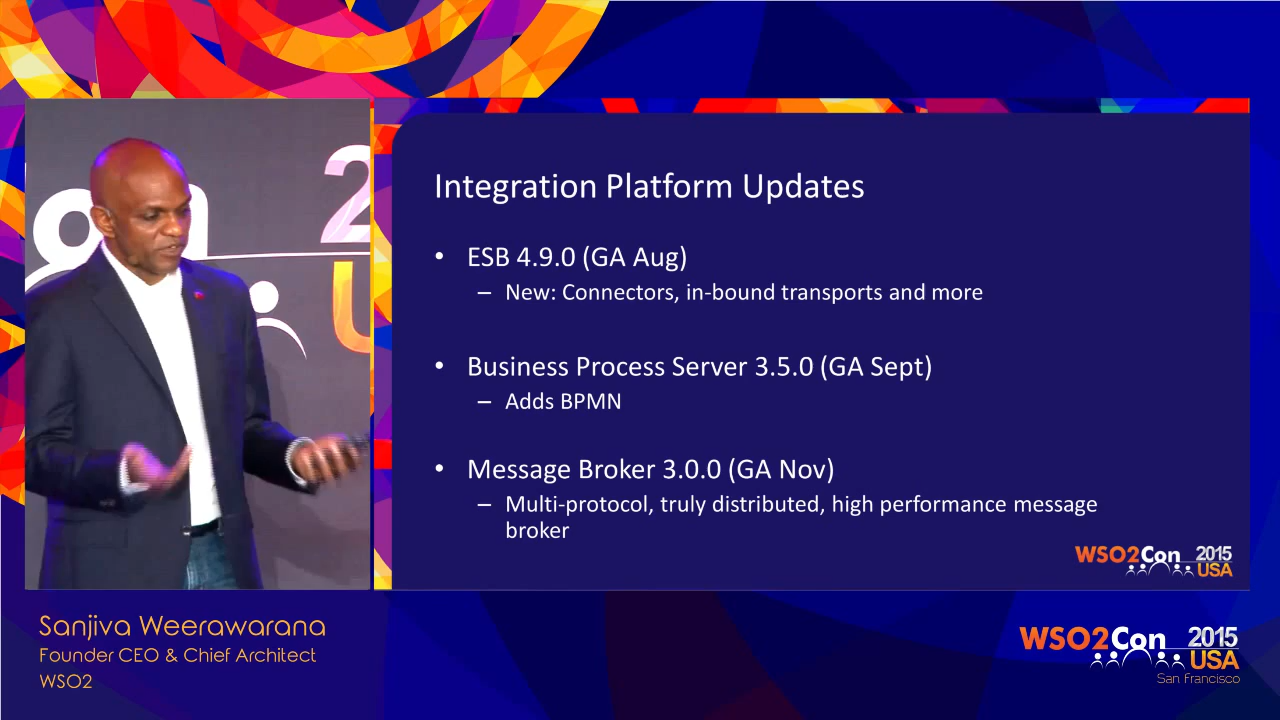 Integration Platform Updates
• ESB 4.9.0 (GA Aug)
– New: Connectors, in-bound transports and more
• Business Process Server 3.5.0 (GA Sept)
– Adds BPMN
• Message Broker 3.0.0 (GA Nov)
– Multi-protocol, truly distributed, high performance message
broker
WSO2Con 2015
USA
Sanjiva Weerawarana
Founder CEO & Chief Architect
WSO2
WSO2Con 2015
USA
San Francisco